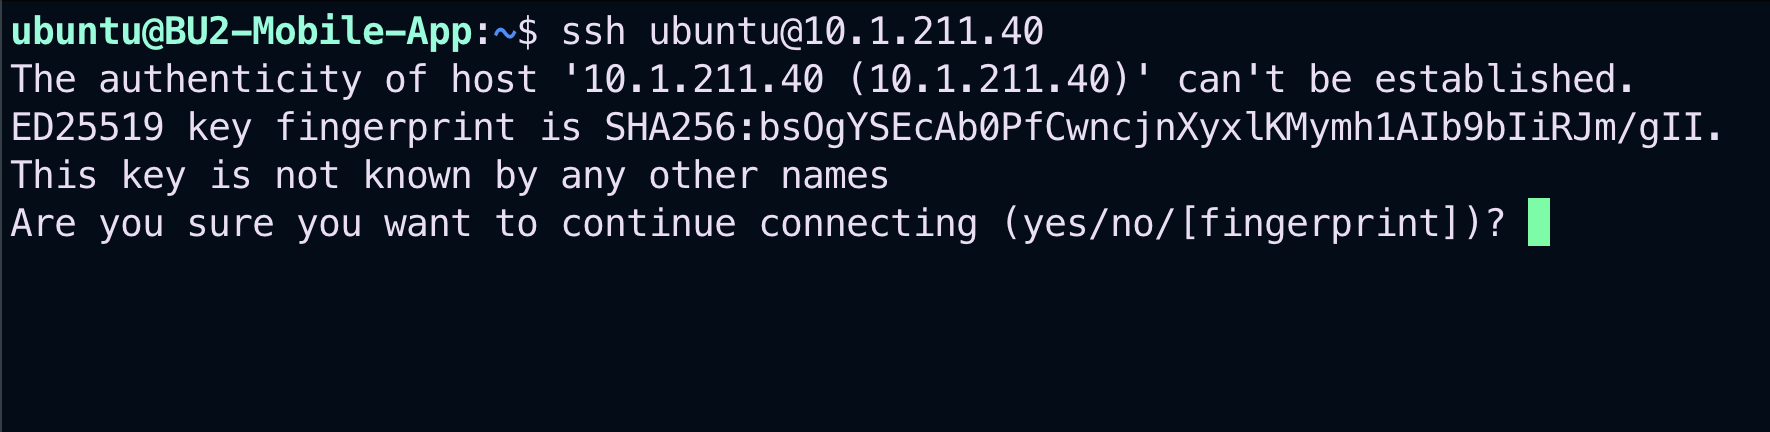 ubuntu@BU2-Mobile-App:~$ ssh ubuntu@10.1.211.40
The authenticity of host '10.1.211.40 (10.1.211.40)' can't be established.
ED25519 key fingerprint is SHA256:bsOgYSEcAb0PfCwncjnXyxlKMymh1AIb9bIiRJm/gII.
This key is not known by any other names
Are you sure you want to continue connecting (yes/no/[fingerprint])?